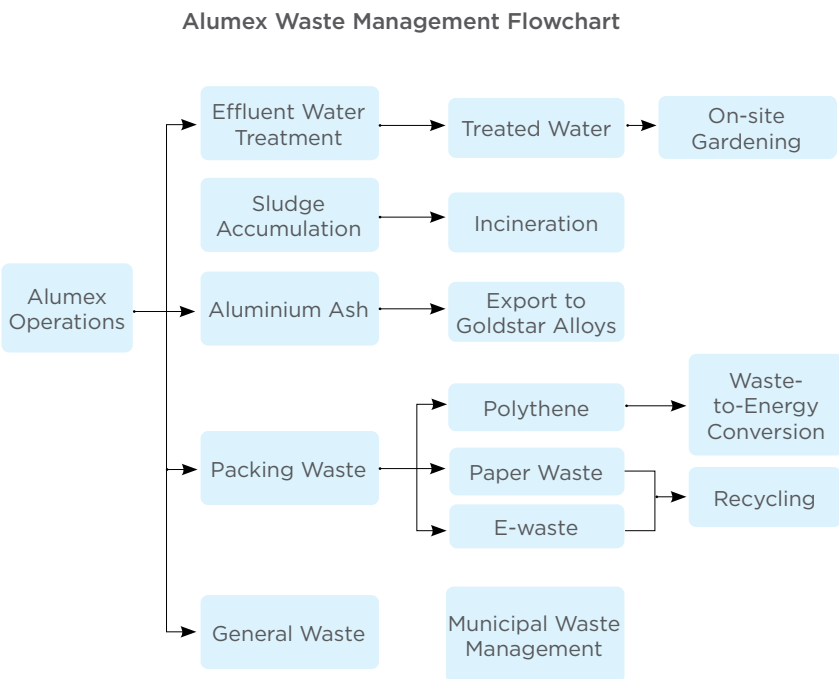 Alumex Waste Management Flowchart
Effluent Water
Treatment
Treated Water
On-site
Gardening
Sludge
Accumulation
Incineration
Alumex
Operations
Aluminium Ash
Export to
Goldstar Alloys
Packing Waste
Polythene
Waste-
to-Energy
Conversion
Paper Waste
E-waste
Recycling
General Waste
Municipal Waste
Management